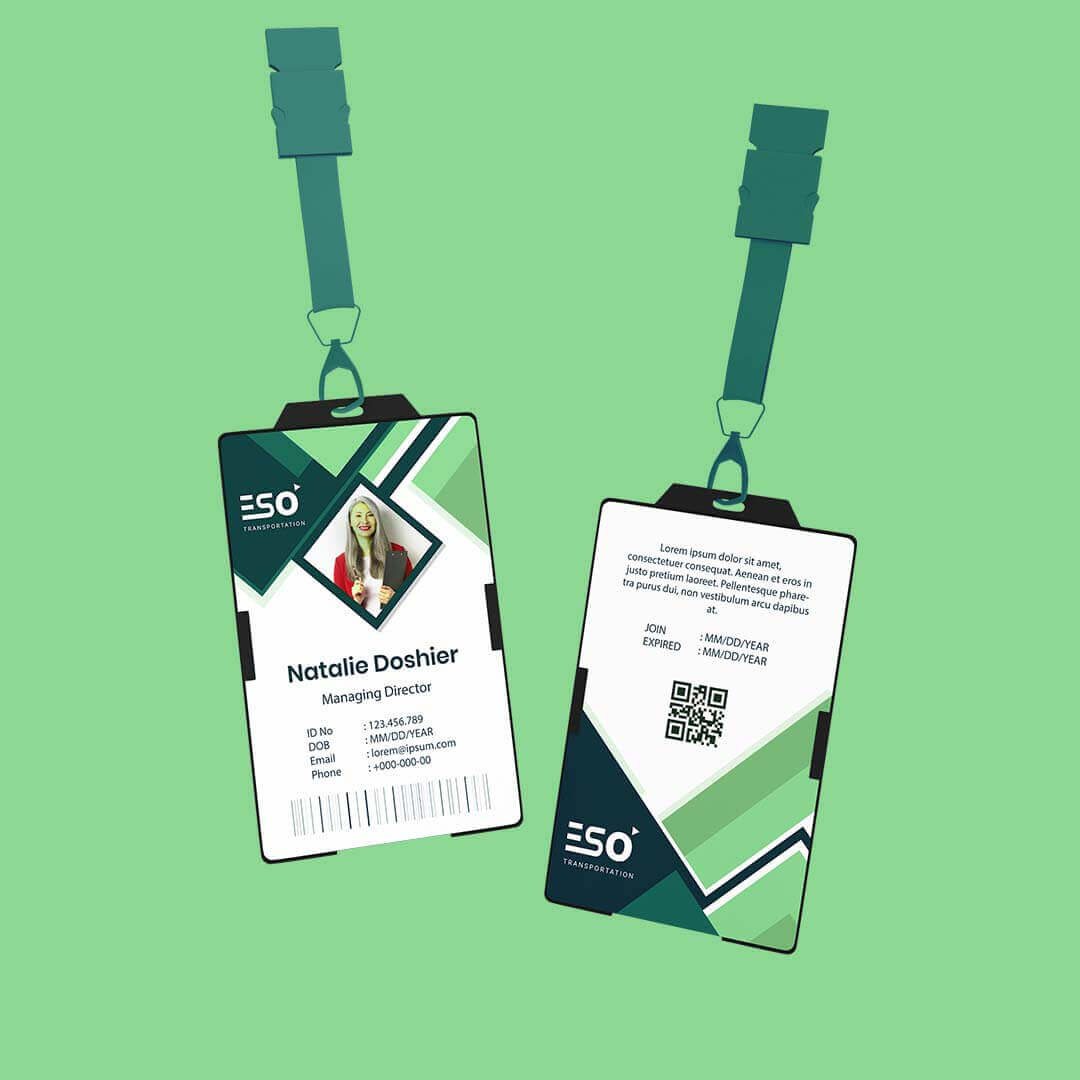 ESO
TRANSPORTATION
Natalie Doshier
Managing Director
ID No : 123.456.789
DOB : MM/DD/YEAR
Email : lorem@ipsum.com
Phone : +000-000-00
Lorem ipsum dolor sit amet,
consectetuer consequat. Aenean et eros in
justo pretium laoreet. Pellentesque phare-
tra purus dui, non vestibulum arcu dapibus
at.
JOIN : MM/DD/YEAR
EXPIRED : MM/DD/YEAR
ESO
TRANSPORTATION